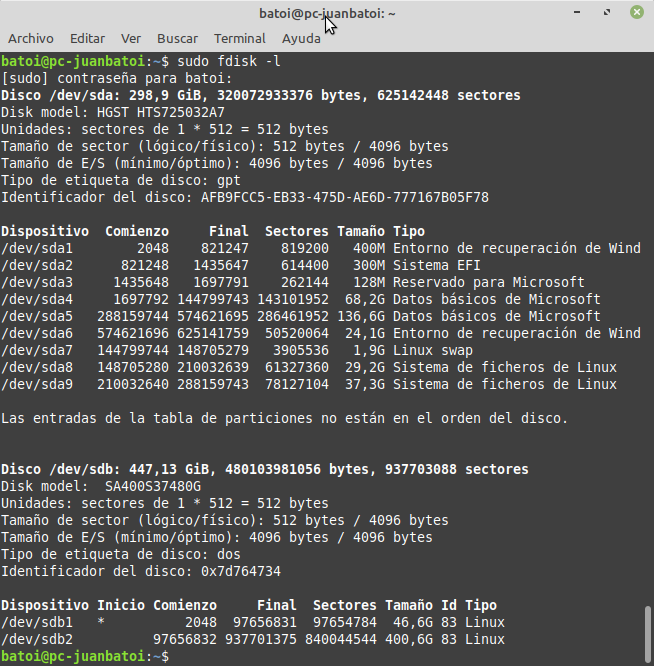 batoi@pc-juanbatoi: ~
Archivo Editar Ver Buscar Terminal Ayuda
batoi@pc-juanbatoi:~$ sudo fdisk -l
[sudo] contraseña para batoi:
Disco /dev/sda: 298,9 GiB, 320072933376 bytes, 625142448 sectores
Disk model: HGST HTS725032A7
Unidades: sectores de 1 * 512 = 512 bytes
Tamaño de sector (lógico/físico): 512 bytes / 4096 bytes
Tamaño de E/S (mínimo/óptimo): 4096 bytes / 4096 bytes
Tipo de etiqueta de disco: gpt
Identificador del disco: AFB9FCC5-EB33-475D-AE6D-777167B05F78
Dispositivo Comienzo Final Sectores Tamaño Tipo
/dev/sda1 2048 821247 819200 400M Entorno de recuperación de Wind
/dev/sda2 821248 1435647 614400 300M Sistema EFI
/dev/sda3 1435648 1697791 262144 128M Reservado para Microsoft
/dev/sda4 1697792 144799743 143101952 68,2G Datos básicos de Microsoft
/dev/sda5 288159744 574621695 286461952 136,6G Datos básicos de Microsoft
/dev/sda6 574621696 625141759 50520064 24,1G Entorno de recuperación de Wind
/dev/sda7 144799744 148705279 3905536 1,9G Linux swap
/dev/sda8 148705280 210032639 61327360 29,2G Sistema de ficheros de Linux
/dev/sda9 210032640 288159743 78127104 37,3G Sistema de ficheros de Linux
Las entradas de la tabla de particiones no están en el orden del disco.
Disco /dev/sdb: 447,13 GiB, 480103981056 bytes, 937703088 sectores
Disk model: SA400S37480G
Unidades: sectores de 1 * 512 = 512 bytes
Tamaño de sector (lógico/físico): 512 bytes / 4096 bytes
Tamaño de E/S (mínimo/óptimo): 4096 bytes / 4096 bytes
Tipo de etiqueta de disco: dos
Identificador del disco: 0x7d764734
Dispositivo Inicio Comienzo Final Sectores Tamaño Id Tipo
/dev/sdb1 * 2048 97656831 97654784 46,6G 83 Linux
/dev/sdb2 97656832 937701375 840044544 400,6G 83 Linux
batoi@pc-juanbatoi:~$